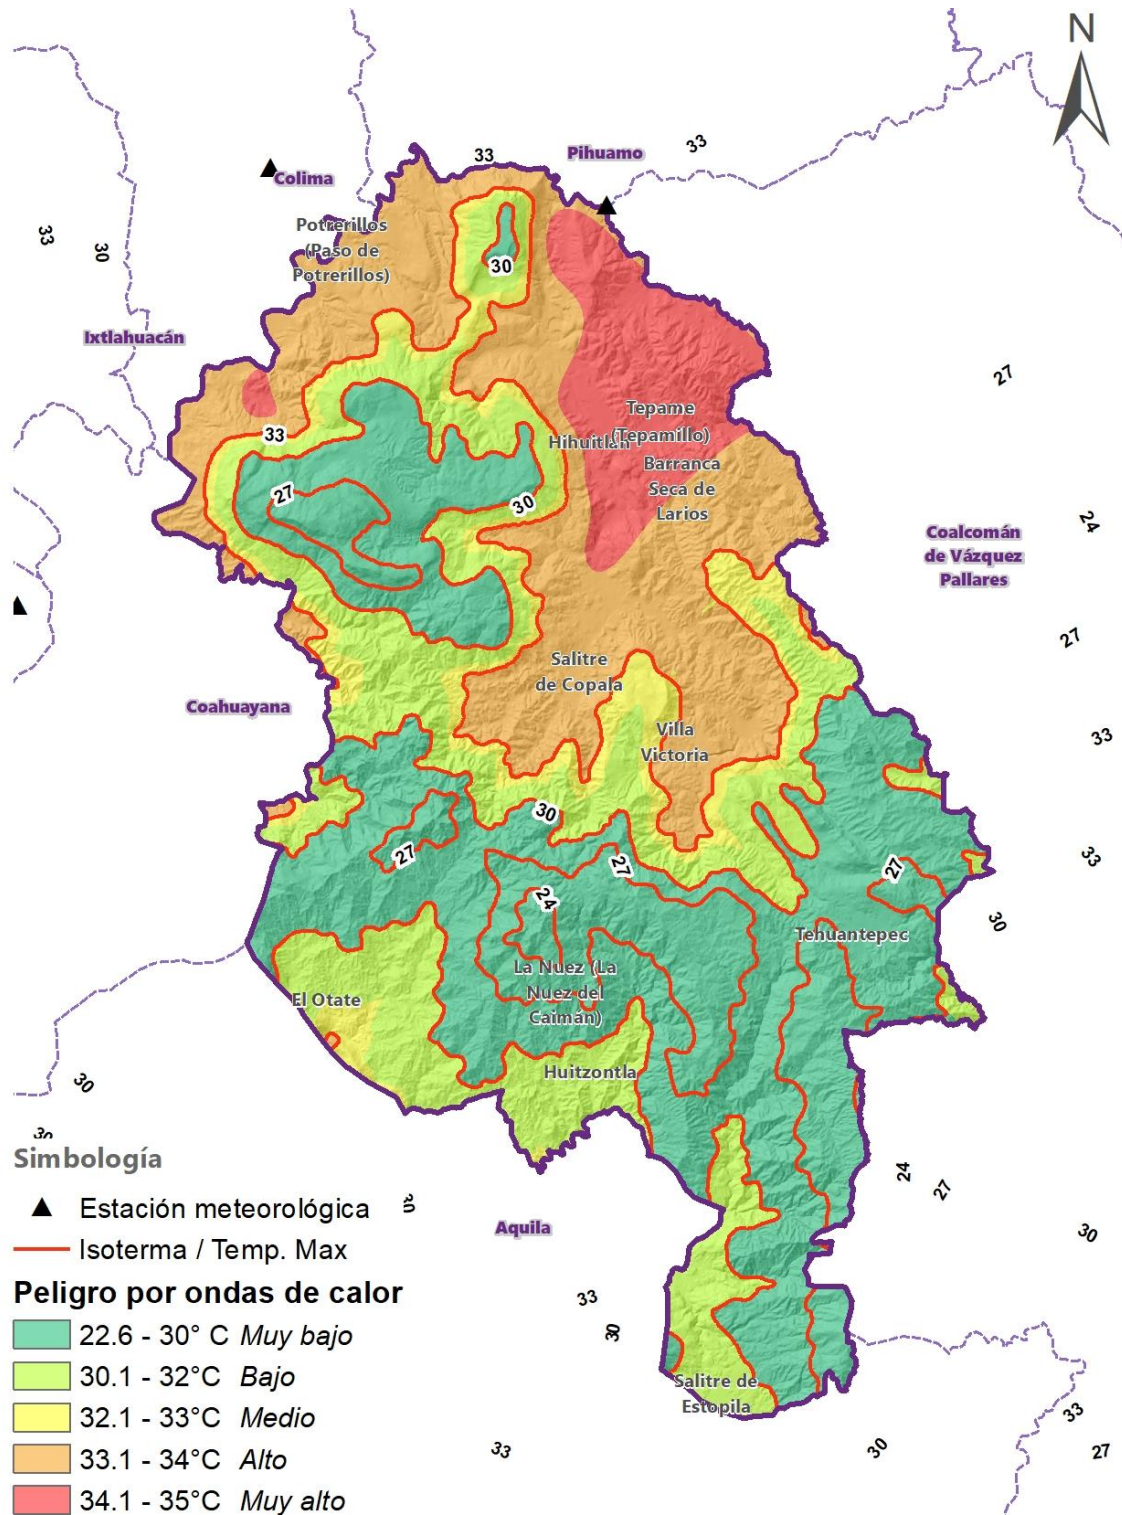 N
33
Pihuamo
33
Colima
Potrerillos
(Paso de
Potrerillos)
33
30
30
Ixtlahuacán
27
Tepame
(Tepamillo)
Hihuitlán
33
Barranca
Seca de
Larios
27
30
24
Coalcomán
de Vázquez
Pallares
27
Salitre
de Copala
Coahuayana
Villa
Victoria
33
30
27
27
33
27
24
30
Tehuantepec
La Nuez (La
Nuez del
Caimán)
El Otate
Huitzontla
30
30
Simbología
Estación meteorológica
Isoterma / Temp. Max
24
27
30
Aquila
30
Peligro por ondas de calor
22.6 - 30° C Muy bajo
30.1 - 32°C Bajo
32.1 - 33°C Medio
33.1 - 34°C Alto
34.1 - 35°C Muy alto
33
30
Salitre de
Estopila
33
30
33
27